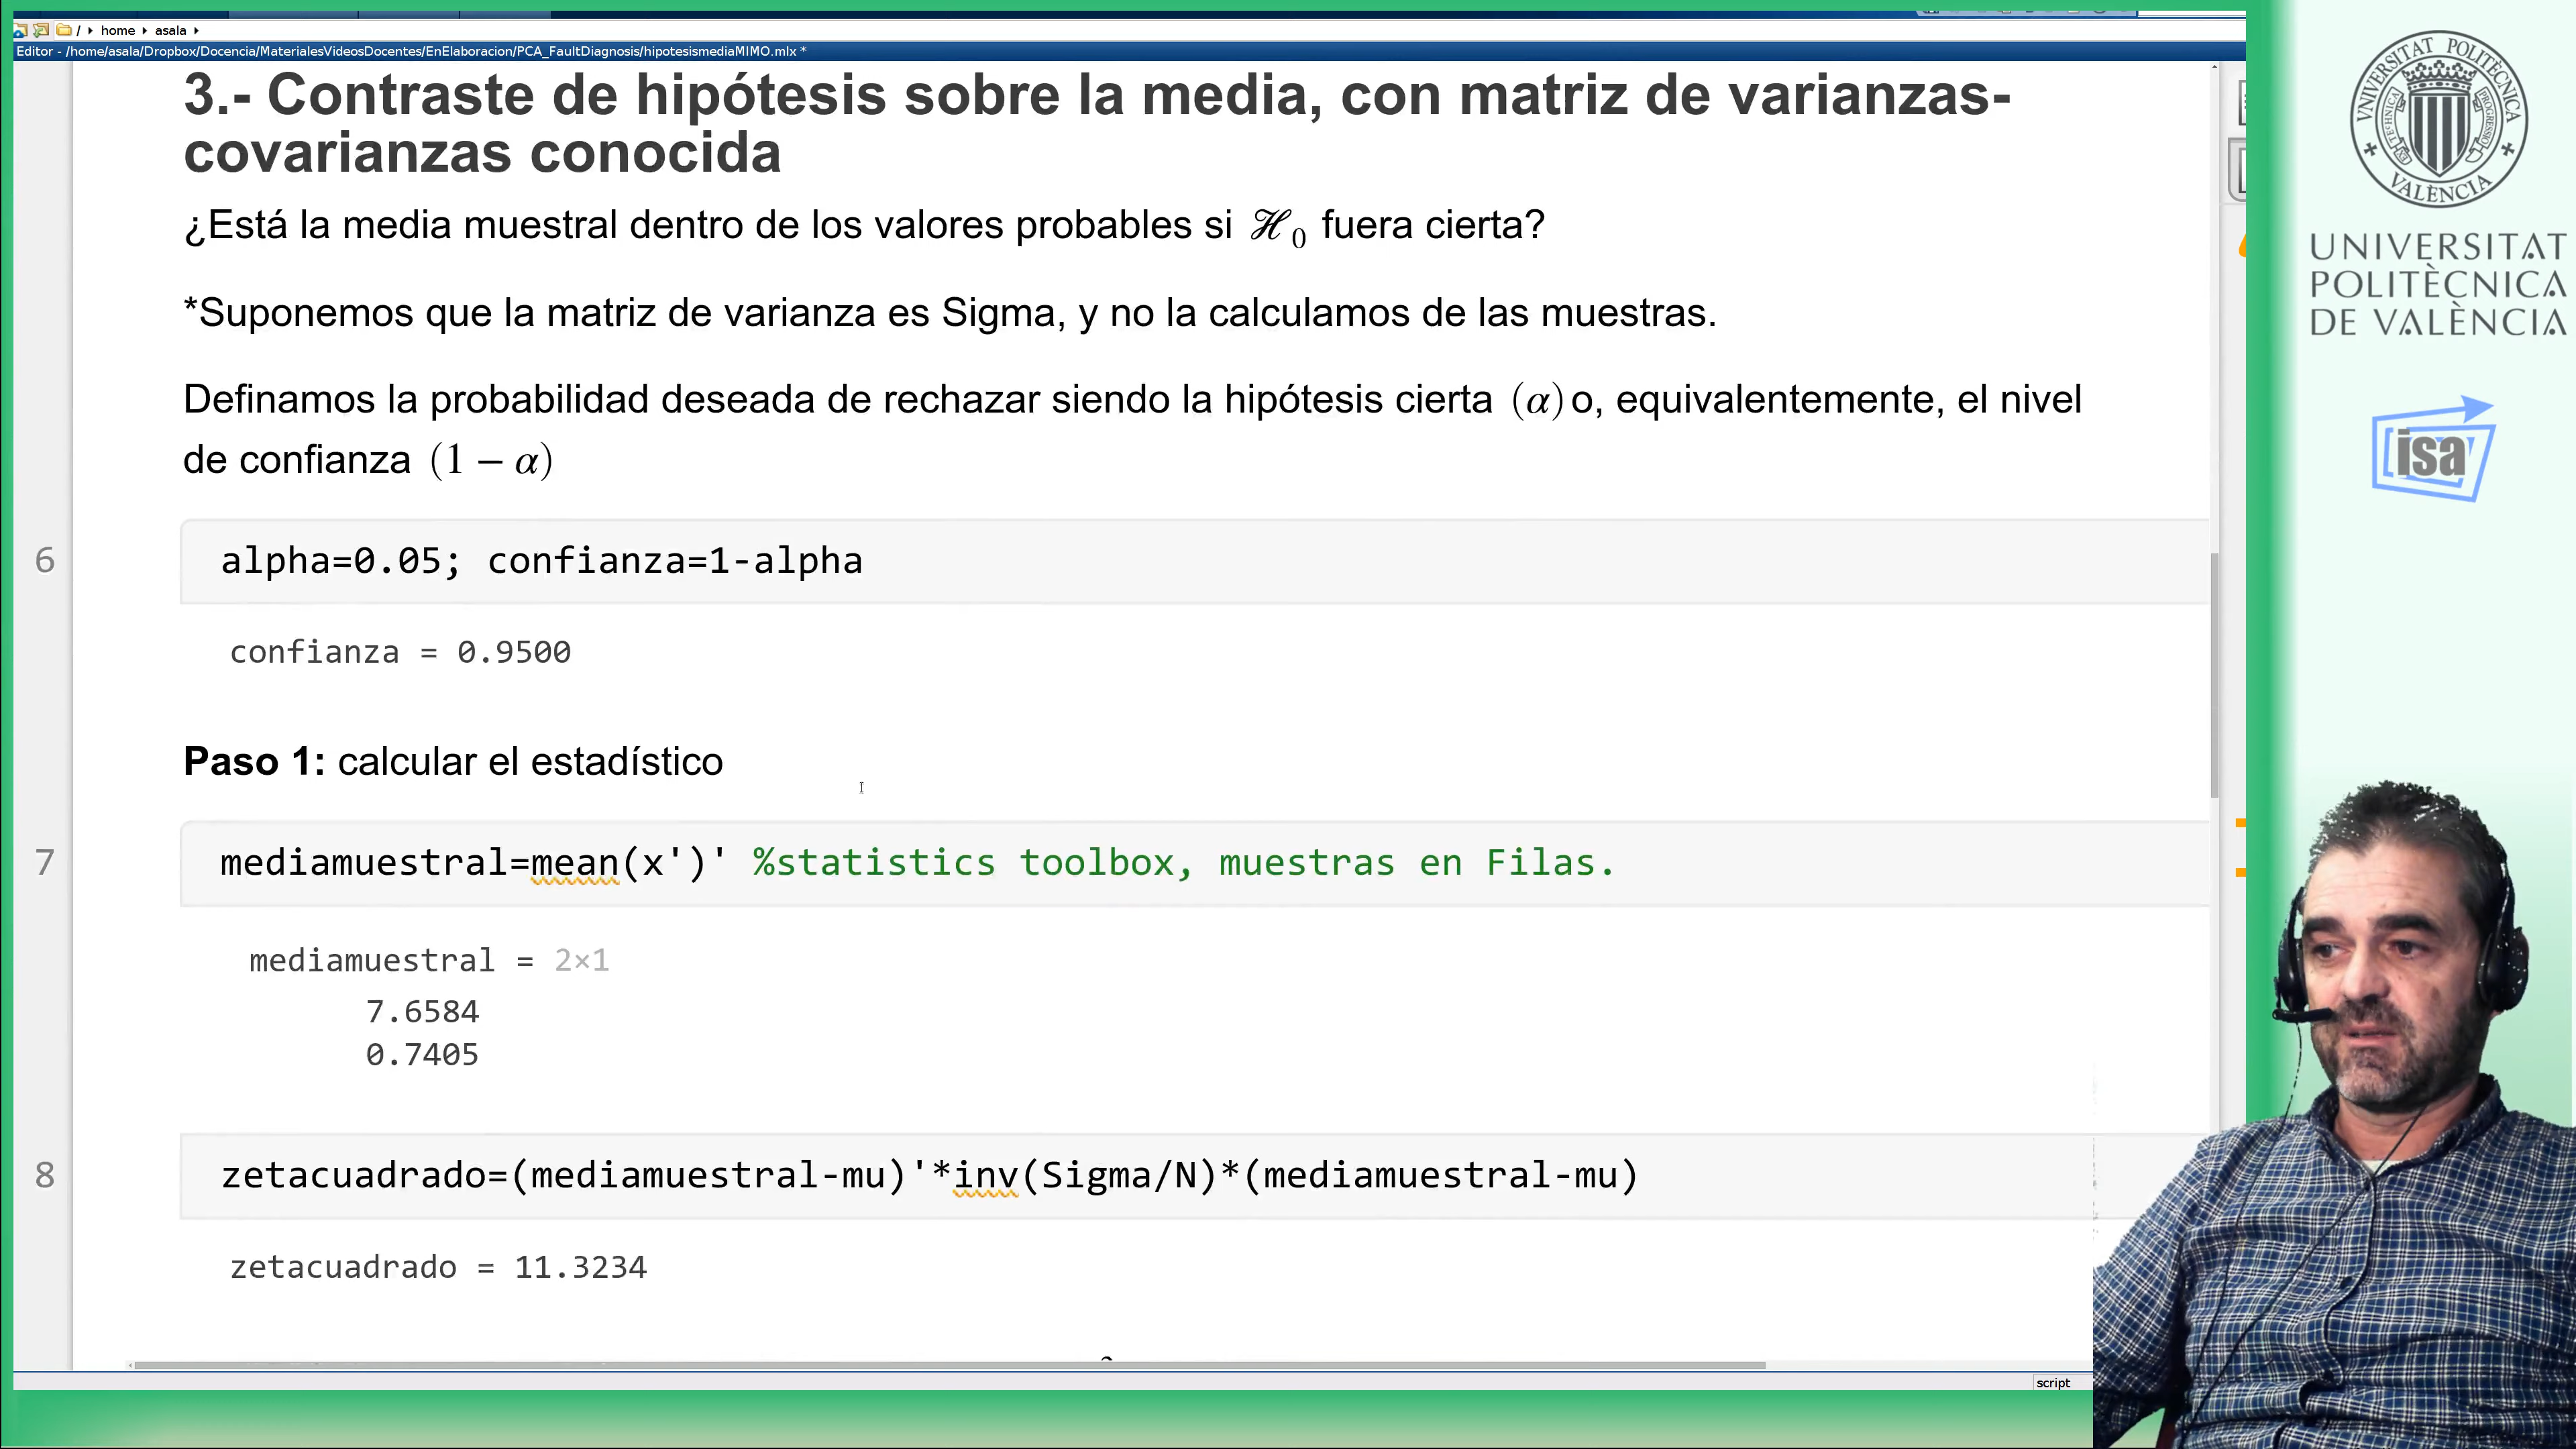 / ▸ home ▸ asala ▸
Editor - /home/asala/Dropbox/Docencia/MaterialesVideosDocentes/EnElaboracion/PCA_FaultDiagnosis/hipotesismediaMIMO.mlx *
3.- Contraste de hipótesis sobre la media, con matriz de varianzas-
covarianzas conocida
¿Está la media muestral dentro de los valores probables si ℋ₀ fuera cierta?
*Suponemos que la matriz de varianza es Sigma, y no la calculamos de las muestras.
Definamos la probabilidad deseada de rechazar siendo la hipótesis cierta (α) o, equivalentemente, el nivel
de confianza (1 − α)
6 alpha=0.05; confianza=1-alpha
confianza = 0.9500
Paso 1: calcular el estadístico
7 mediamuestral=mean(x')' %statistics toolbox, muestras en Filas.
mediamuestral = 2×1
7.6584
0.7405
8 zetacuadrado=(mediamuestral-mu)'*inv(Sigma/N)*(mediamuestral-mu)
zetacuadrado = 11.3234
script
UNIVERSITAT POLITÈCNICA
VALÈNCIA
UNIVERSITAT
POLITÈCNICA
DE VALÈNCIA
isa